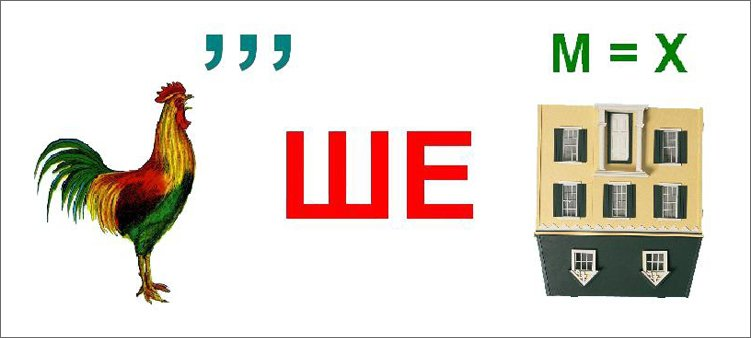 ,,,
М = Х
ШЕ